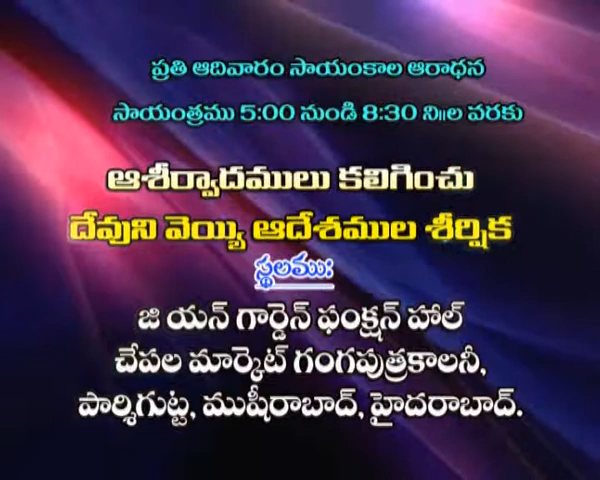 ప్రతి ఆదివారం సాయంకాల ఆరాధన
సాయంత్రము 5:00 నుండి 8:30 ని॥ల వరకు
ఆశీర్వాదములు కలిగించు
దేవుని వెయ్యి ఆదేశముల శీర్షిక
స్థలము:
జి యన్ గార్డెన్ ఫంక్షన్ హాల్
చేపల మార్కెట్ గంగపుత్రకాలనీ,
పార్శిగుట్ట, ముషీరాబాద్, హైదరాబాద్.